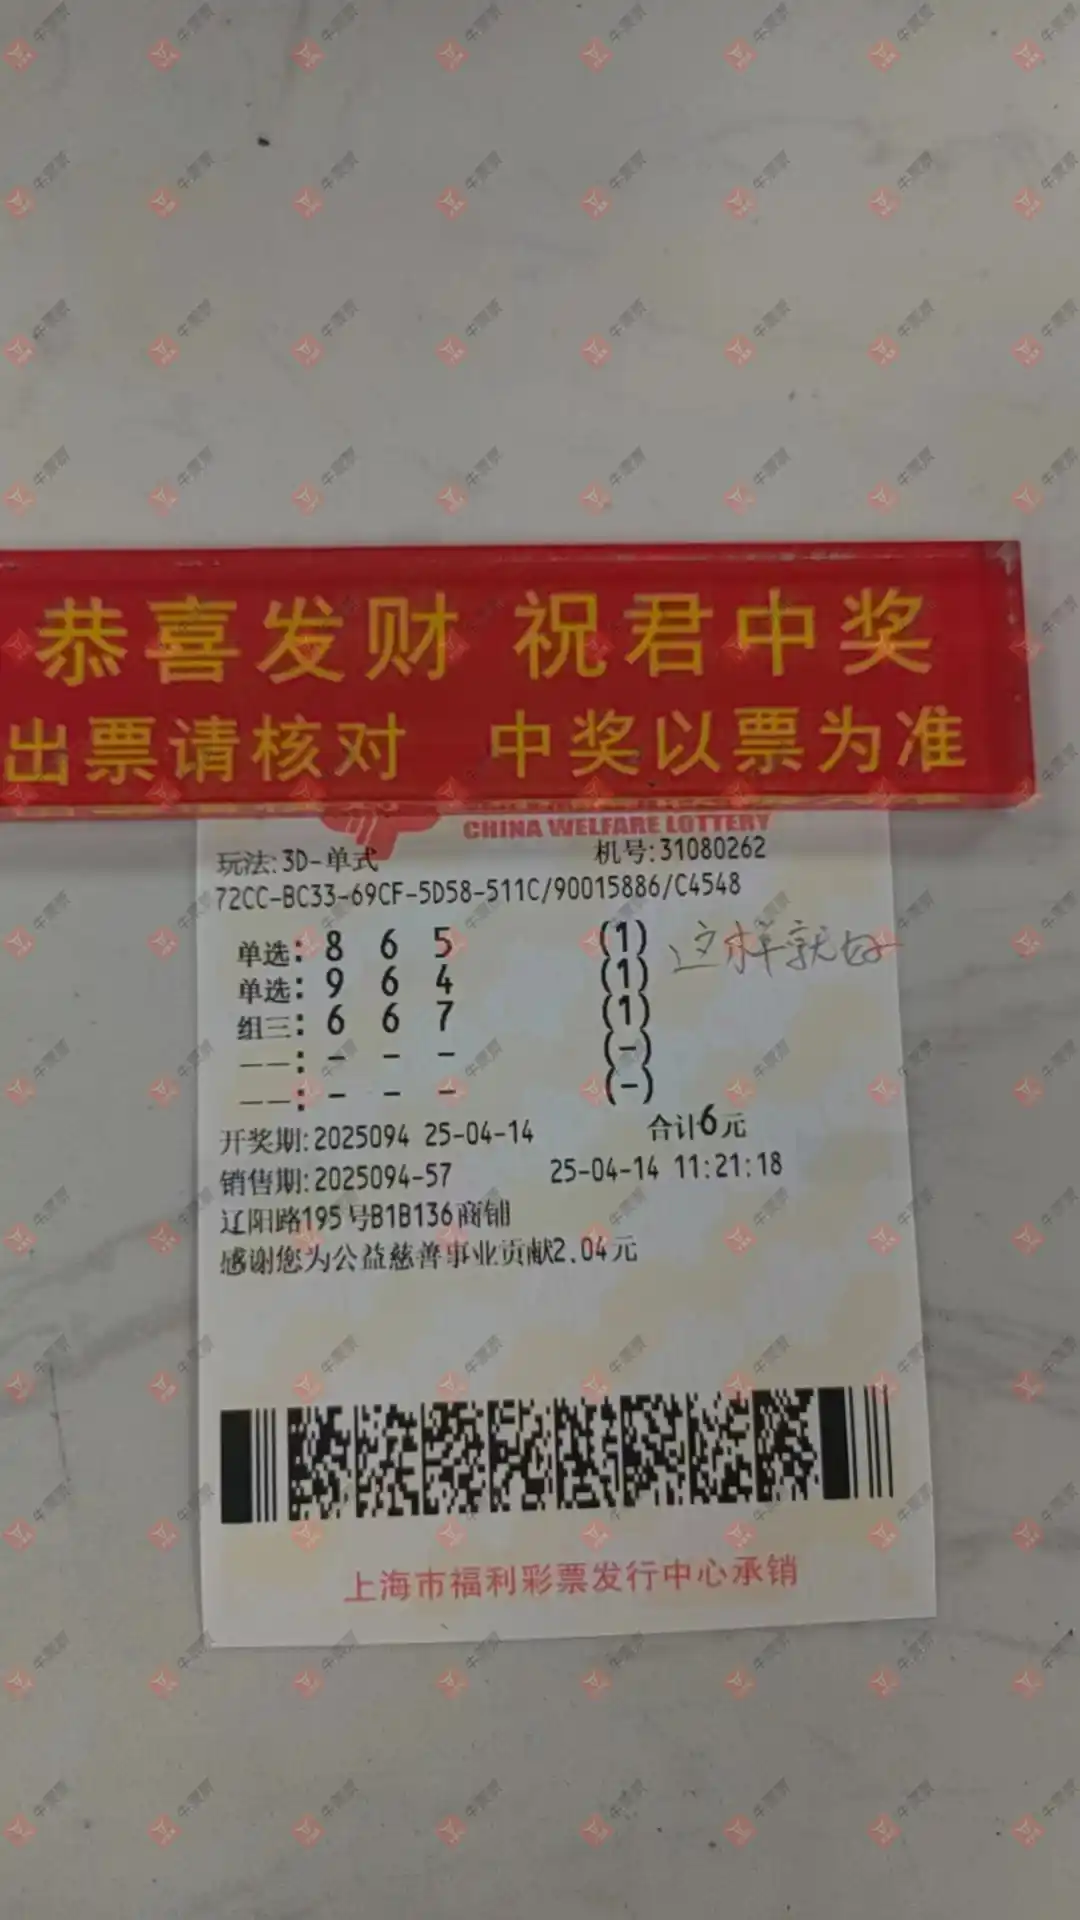 恭喜发财 祝君中奖
出票请核对 中奖以票为准
CHINA WELFARE LOTTERY
玩法:3D-单式 机号:31080262
72CC-BC33-69CF-5D58-511C/90015886/C4548
单选: 8 6 5 (1) 这样就好
单选: 9 6 4 (1)
组三: 6 6 7 (1)
——: - - - (-)
——: - - - (-)
开奖期:2025094 25-04-14 合计6元
销售期:2025094-57 25-04-14 11:21:18
辽阳路195号B1B136商铺
感谢您为公益慈善事业贡献2.04元
上海市福利彩票发行中心承销